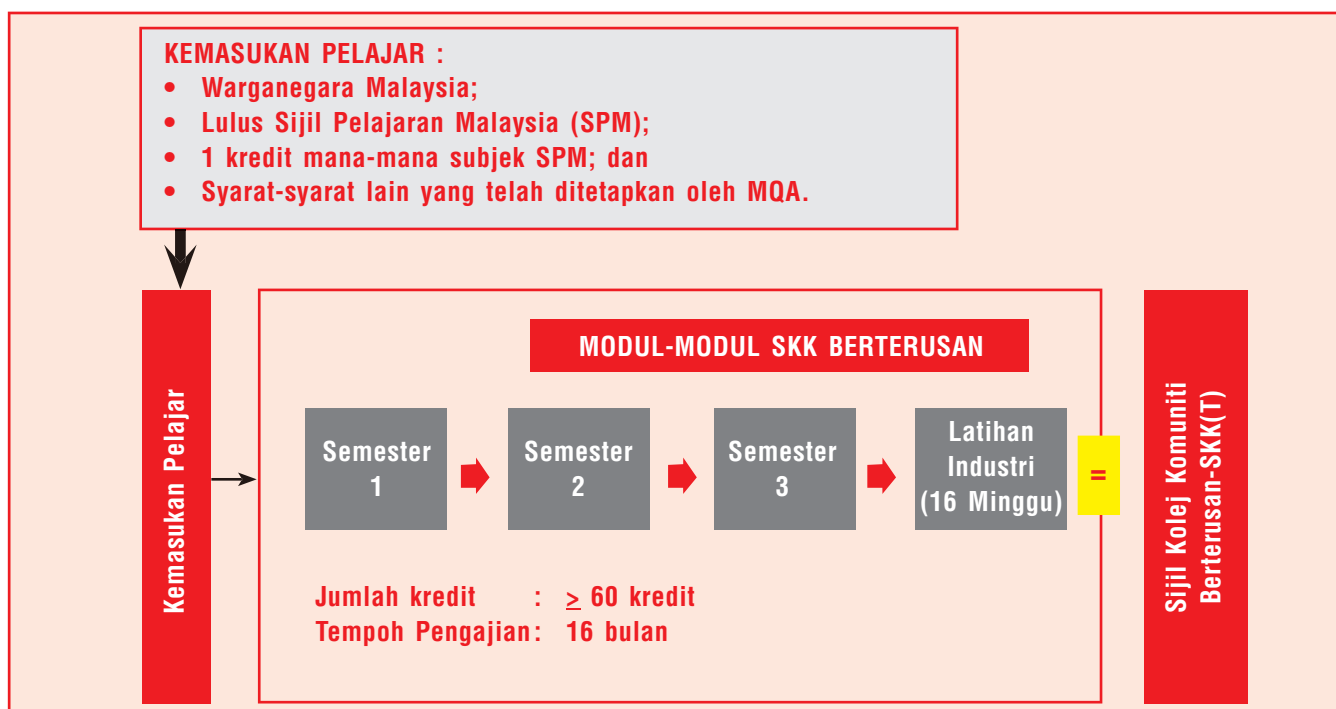 KEMASUKAN PELAJAR :
• Warganegara Malaysia;
• Lulus Sijil Pelajaran Malaysia (SPM);
• 1 kredit mana-mana subjek SPM; dan
• Syarat-syarat lain yang telah ditetapkan oleh MQA.
Kemasukan Pelajar
MODUL-MODUL SKK BERTERUSAN
Semester
1
Semester
2
Semester
3
Latihan
Industri
(16 Minggu)
=
Jumlah kredit : ≥ 60 kredit
Tempoh Pengajian: 16 bulan
Sijil Kolej Komuniti
Berterusan-SKK(T)